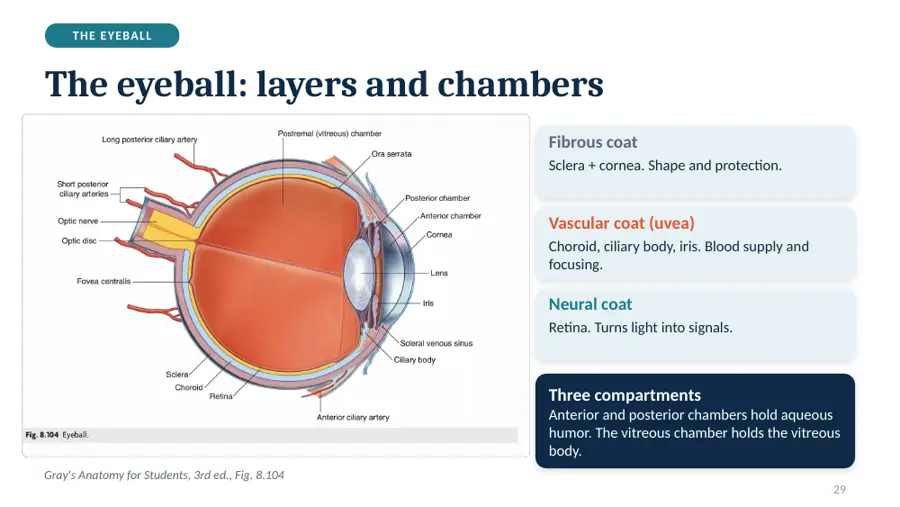 THE EYEBALL
The eyeball: layers and chambers
Long posterior ciliary artery
Postremal (vitreous) chamber
Ora serrata
Short posterior
ciliary arteries
Posterior chamber
Anterior chamber
Optic nerve
Cornea
Optic disc
Lens
Fovea centralis
Iris
Scleral venous sinus
Ciliary body
Sclera
Choroid
Retina
Anterior ciliary artery
Fig. 8.104 Eyeball.
Gray's Anatomy for Students, 3rd ed., Fig. 8.104
Fibrous coat
Sclera + cornea. Shape and protection.
Vascular coat (uvea)
Choroid, ciliary body, iris. Blood supply and
focusing.
Neural coat
Retina. Turns light into signals.
Three compartments
Anterior and posterior chambers hold aqueous
humor. The vitreous chamber holds the vitreous
body.
29